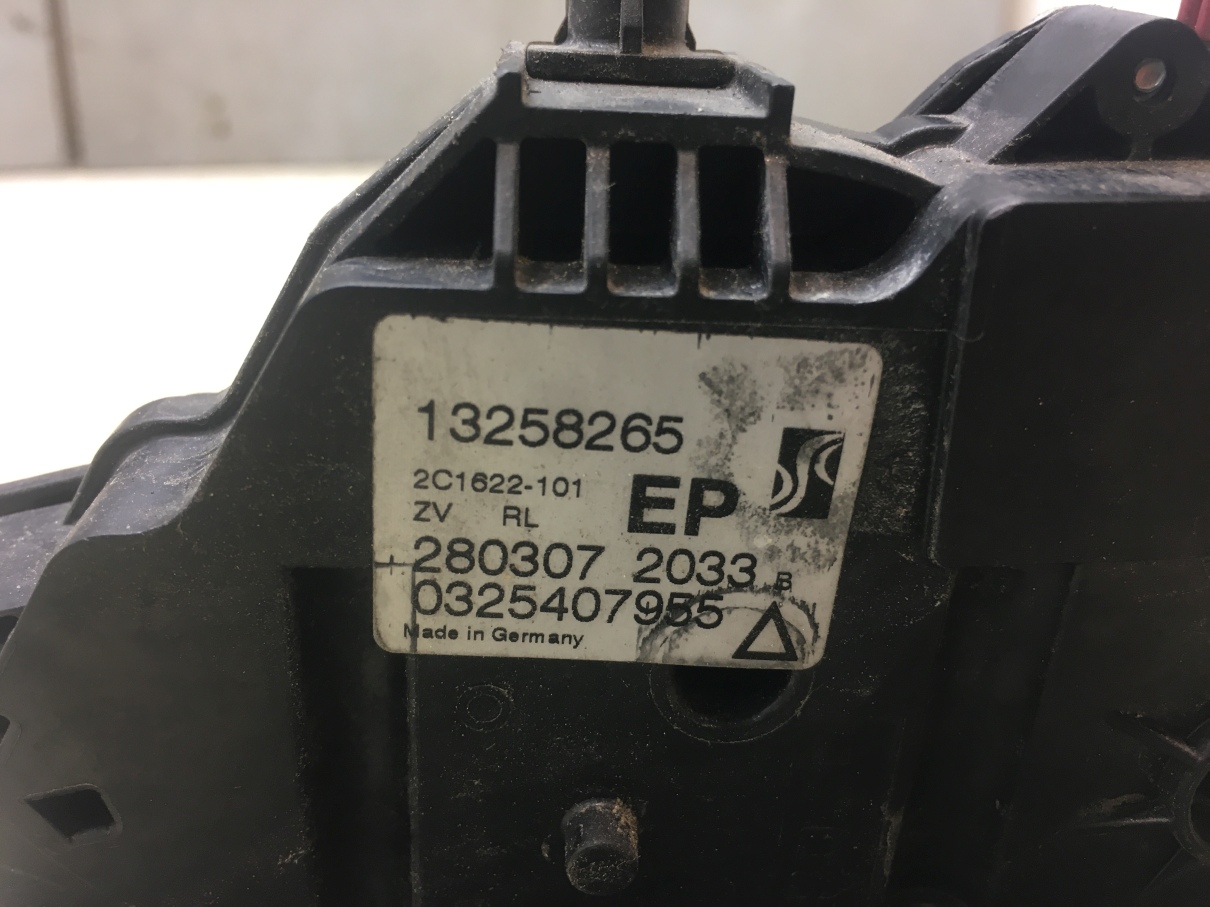 13258265
2C1622-101
ZV RL EP
280307 2033 B
0325407955
Made in Germany